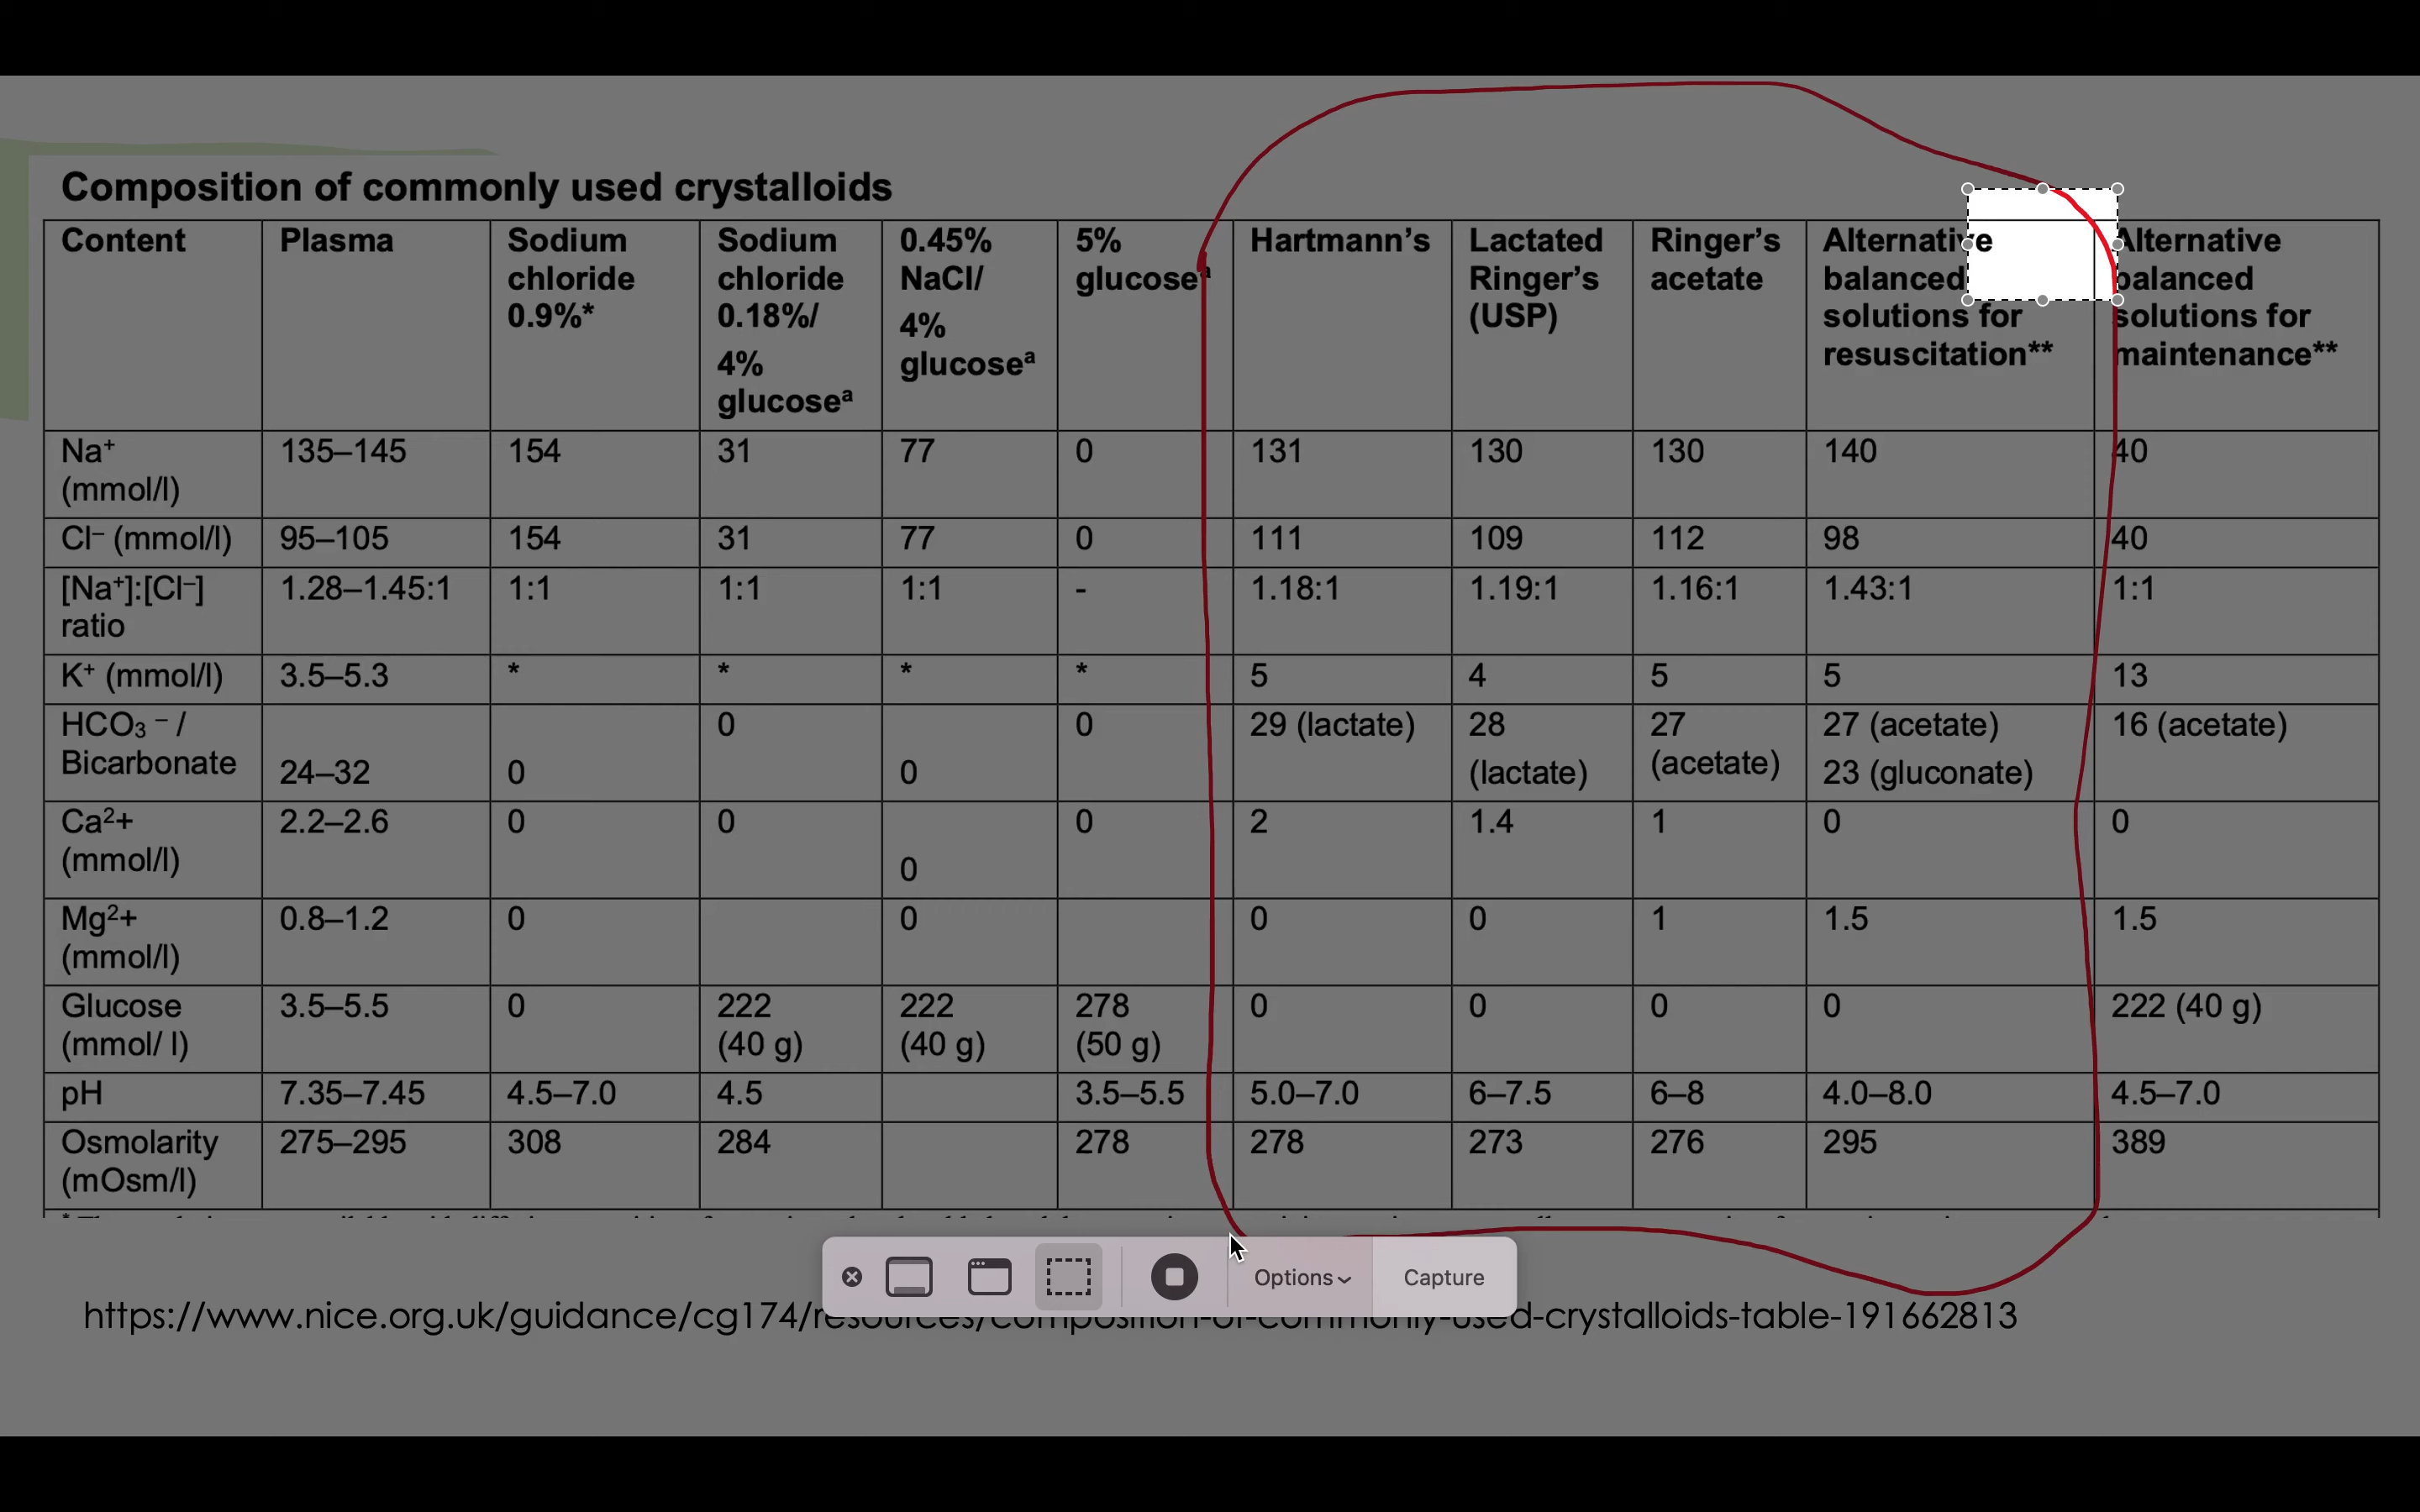 Composition of commonly used crystalloids
Content Plasma Sodium chloride 0.9%* Sodium chloride 0.18%/ 4% glucoseᵃ 0.45% NaCl/ 4% glucoseᵃ 5% glucoseᵃ Hartmann’s Lactated Ringer’s (USP) Ringer’s acetate Alternative balanced solutions for resuscitation** Alternative balanced solutions for maintenance**
Na⁺ (mmol/l) 135–145 154 31 77 0 131 130 130 140 40
Cl⁻ (mmol/l) 95–105 154 31 77 0 111 109 112 98 40
[Na⁺]:[Cl⁻] ratio 1.28–1.45:1 1:1 1:1 1:1 - 1.18:1 1.19:1 1.16:1 1.43:1 1:1
K⁺ (mmol/l) 3.5–5.3 * * * * 5 4 5 5 13
HCO₃ ⁻ / Bicarbonate 24–32 0 0 0 0 29 (lactate) 28 (lactate) 27 (acetate) 27 (acetate) 23 (gluconate) 16 (acetate)
Ca²+ (mmol/l) 2.2–2.6 0 0 0 0 2 1.4 1 0 0
Mg²+ (mmol/l) 0.8–1.2 0 0 0 0 1 1.5 1.5
Glucose (mmol/ l) 3.5–5.5 0 222 (40 g) 222 (40 g) 278 (50 g) 0 0 0 0 222 (40 g)
pH 7.35–7.45 4.5–7.0 4.5 3.5–5.5 5.0–7.0 6–7.5 6–8 4.0–8.0 4.5–7.0
Osmolarity (mOsm/l) 275–295 308 284 278 278 273 276 295 389
Options Capture
https://www.nice.org.uk/guidance/cg174/resources/composition-of-commonly-used-crystalloids-table-191662813